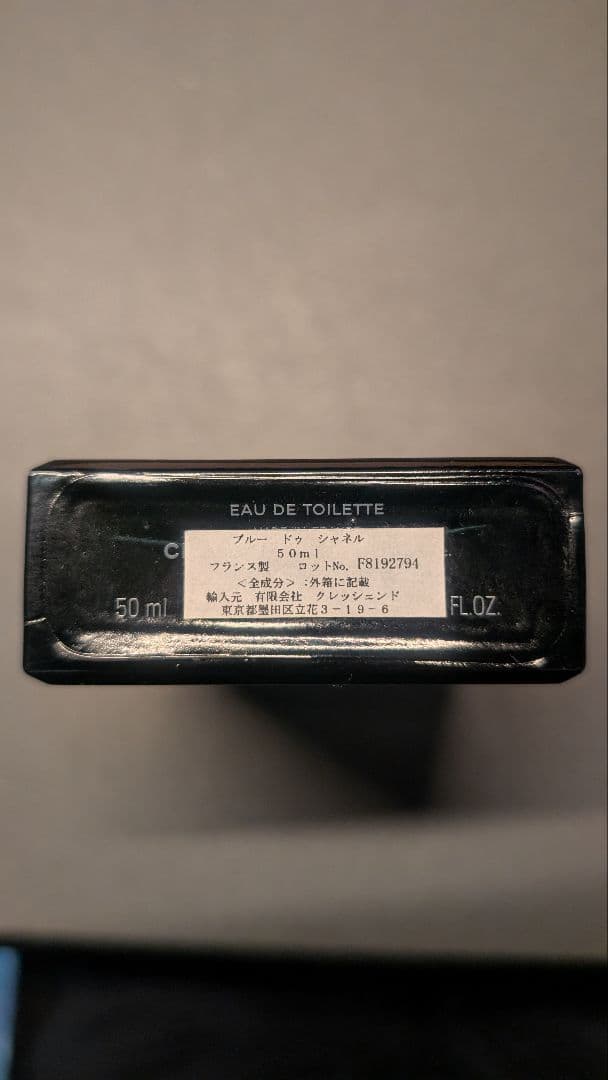 EAU DE TOILETTE
ブルー ドゥ シャネル
50ml
フランス製 ロットNo. F8192794
＜全成分＞:外箱に記載
輸入元 有限会社 クレッシェンド
東京都墨田区立花3－19－6
50 ml
FL.OZ.